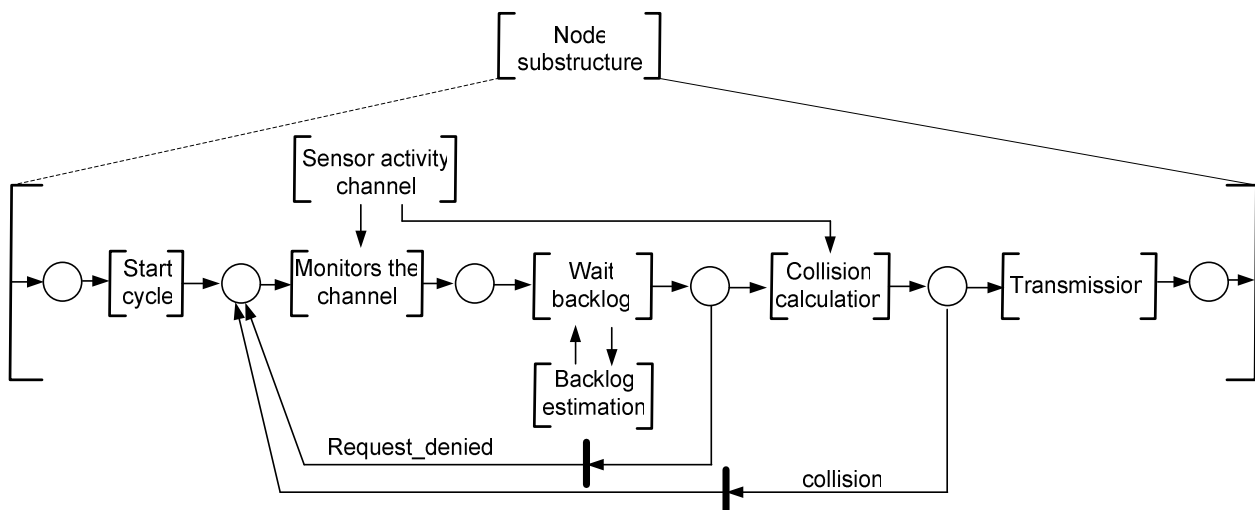 Node
substructure
Sensor activity
channel
Start
cycle
Monitors the
channel
Wait
backlog
Collision
calculation
Transmission
Backlog
estimation
Request_denied
collision